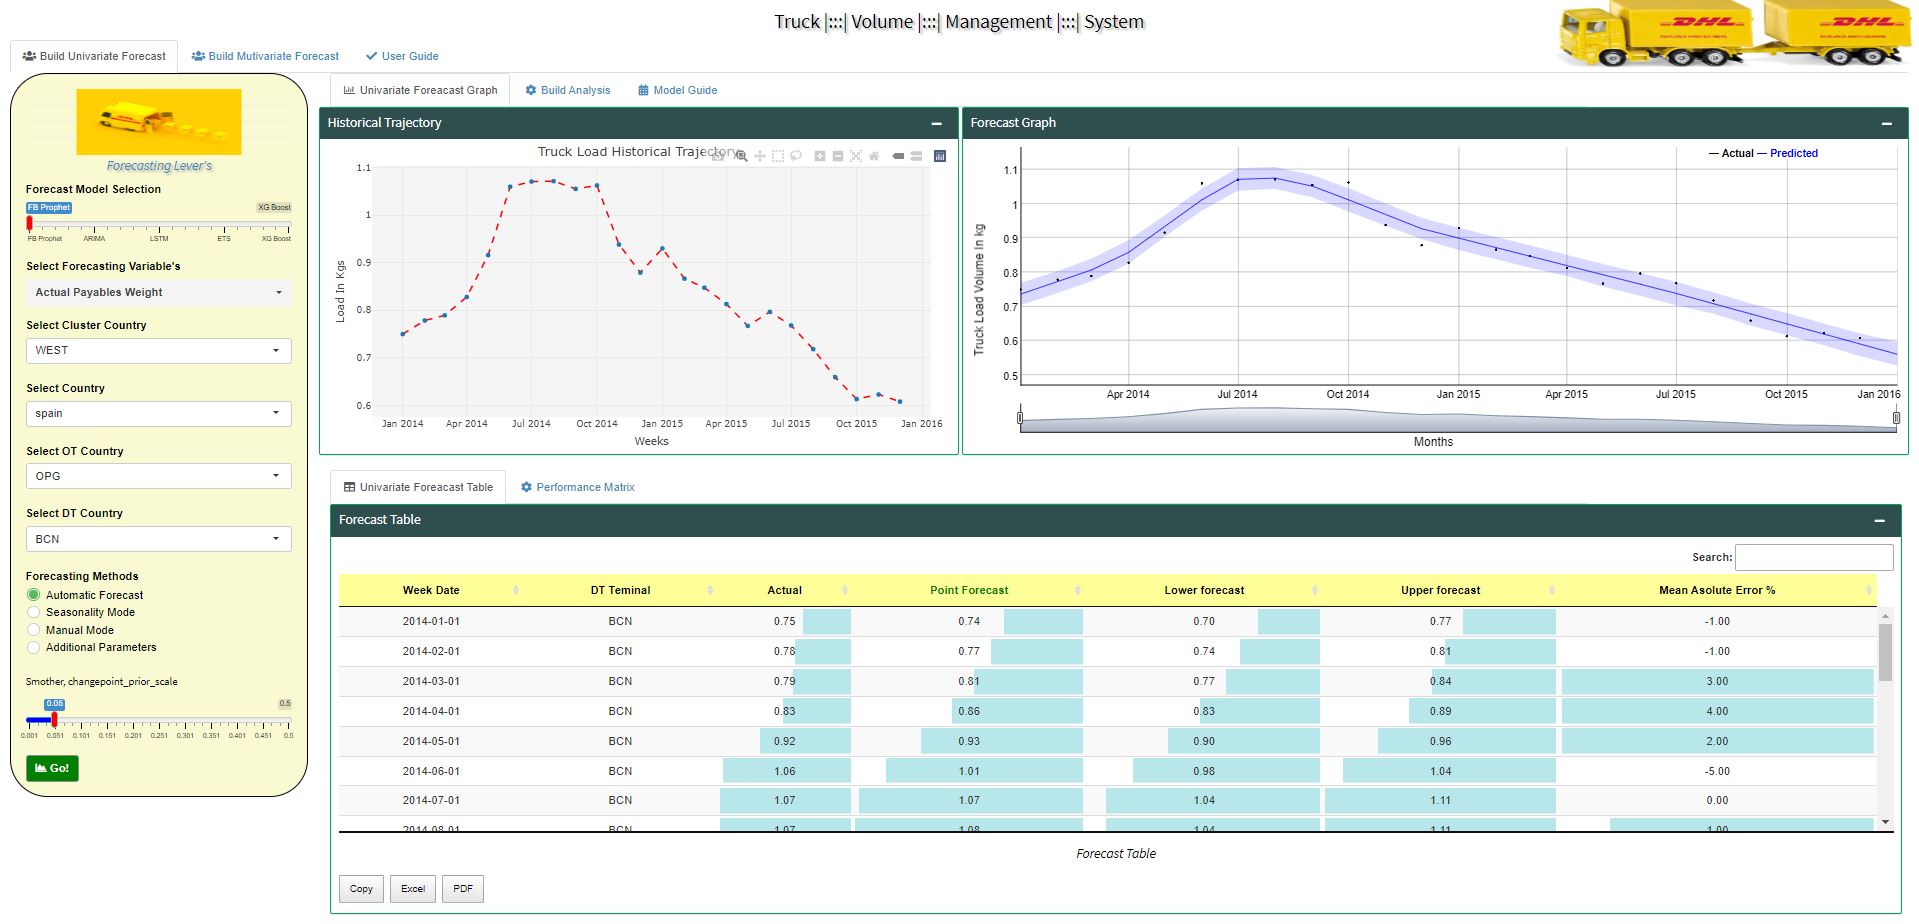 Truck |:::| Volume |:::| Management |:::| System
DHL
DHL
Build Univariate Forecast
Build Mutivariate Forecast
User Guide
Forecasting Lever's
Forecast Model Selection
FB Prophet
XG Boost
FB Prophet ARIMA LSTM ETS XG Boost
Select Forecasting Variable's
Actual Payables Weight
Select Cluster Country
WEST
Select Country
spain
Select OT Country
OPG
Select DT Country
BCN
Forecasting Methods
Automatic Forecast
Seasonality Mode
Manual Mode
Additional Parameters
Smother, changepoint_prior_scale
0.05
0.5
0.001 0.051 0.101 0.151 0.201 0.251 0.301 0.351 0.401 0.451 0.5
Go!
Univariate Foreacast Graph
Build Analysis
Model Guide
Historical Trajectory
Truck Load Historical Trajectory
Load In Kgs
1.1
1
0.9
0.8
0.7
0.6
Jan 2014 Apr 2014 Jul 2014 Oct 2014 Jan 2015 Apr 2015 Jul 2015 Oct 2015 Jan 2016
Weeks
Forecast Graph
Actual Predicted
Truck Load Volume In kg
1.1
1
0.9
0.8
0.7
0.6
0.5
Apr 2014 Jul 2014 Oct 2014 Jan 2015 Apr 2015 Jul 2015 Oct 2015 Jan 2016
Months
Univariate Foreacast Table
Performance Matrix
Forecast Table
Search:
Week Date DT Teminal Actual Point Forecast Lower forecast Upper forecast Mean Asolute Error %
2014-01-01 BCN 0.75 0.74 0.70 0.77 -1.00
2014-02-01 BCN 0.78 0.77 0.74 0.81 -1.00
2014-03-01 BCN 0.79 0.81 0.77 0.84 3.00
2014-04-01 BCN 0.83 0.86 0.83 0.89 4.00
2014-05-01 BCN 0.92 0.93 0.90 0.96 2.00
2014-06-01 BCN 1.06 1.01 0.98 1.04 -5.00
2014-07-01 BCN 1.07 1.07 1.04 1.11 0.00
2014-08-01 BCN 1.07 1.08 1.04 1.11 1.00
Forecast Table
Copy
Excel
PDF